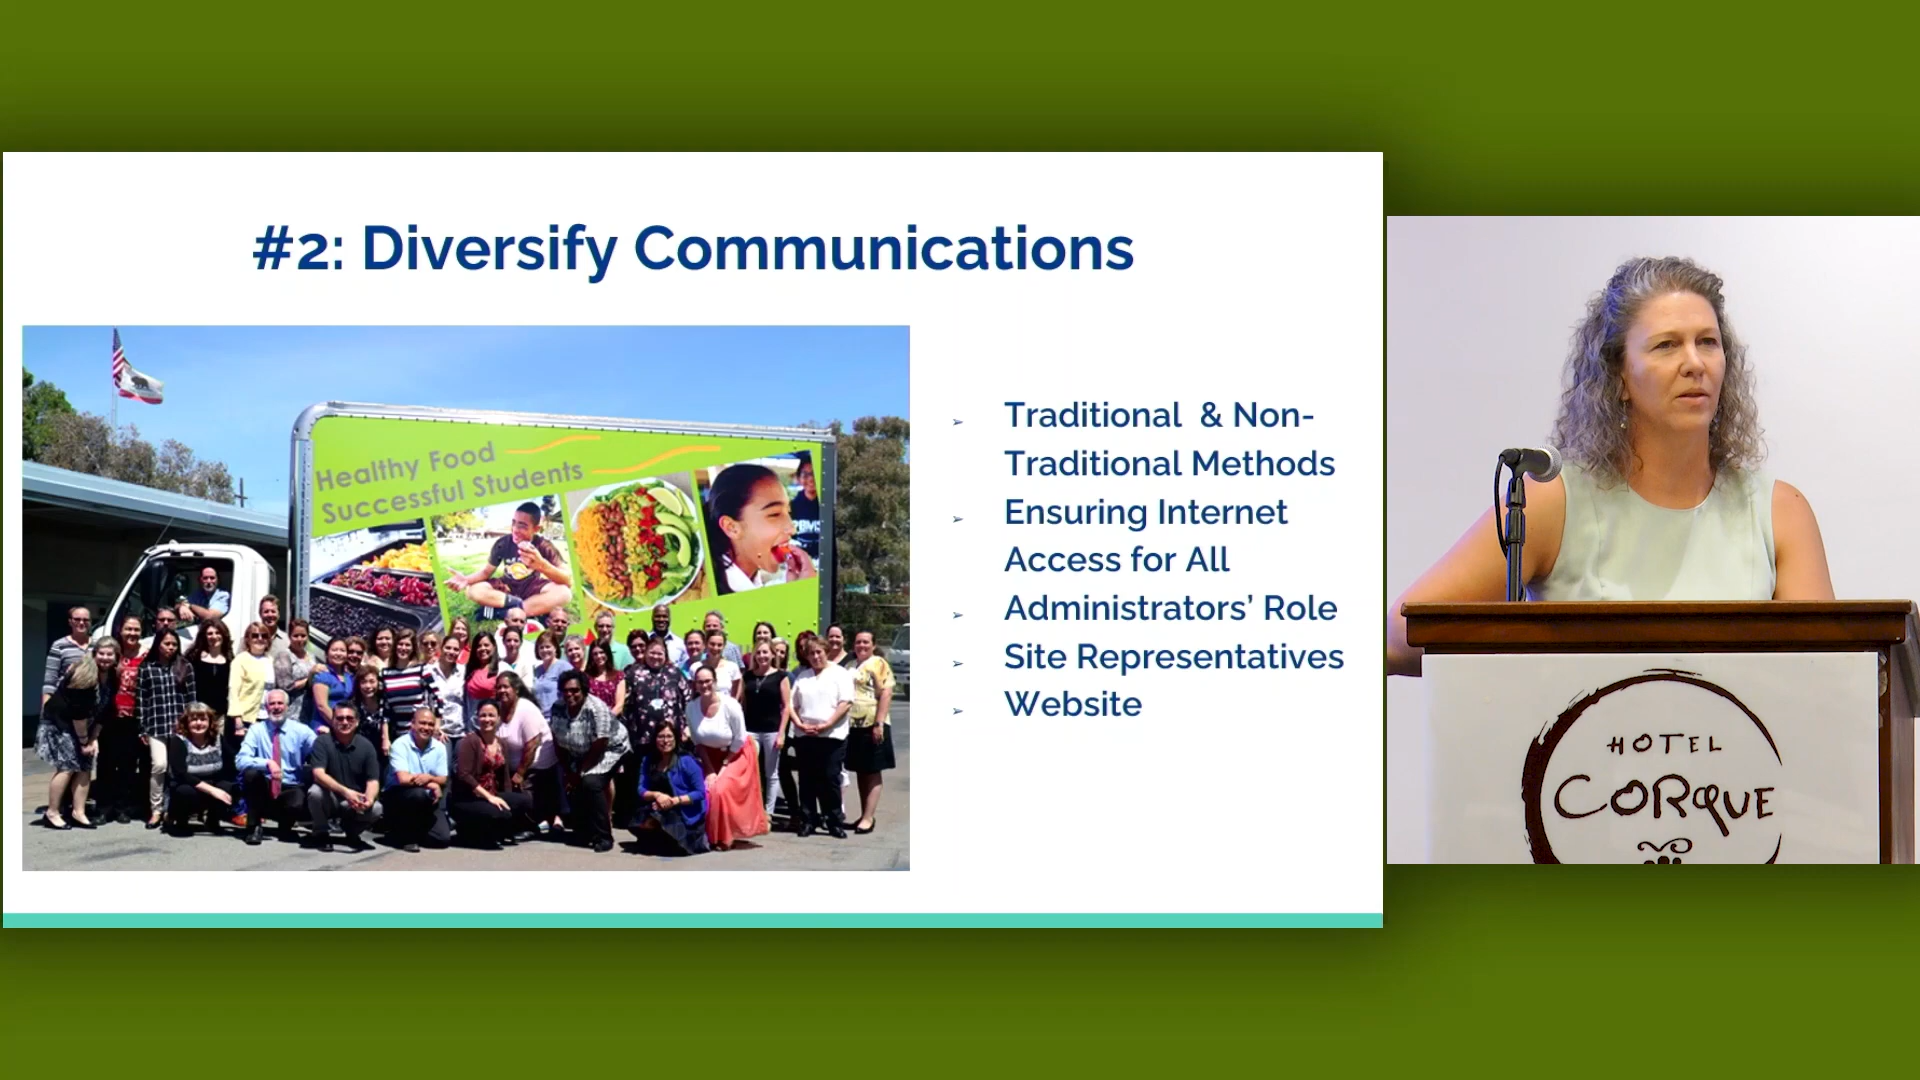 #2: Diversify Communications
Healthy Food
Successful Students
➢ Traditional & Non-
Traditional Methods
➢ Ensuring Internet
Access for All
➢ Administrators’ Role
➢ Site Representatives
➢ Website
HOTEL
CORQUE